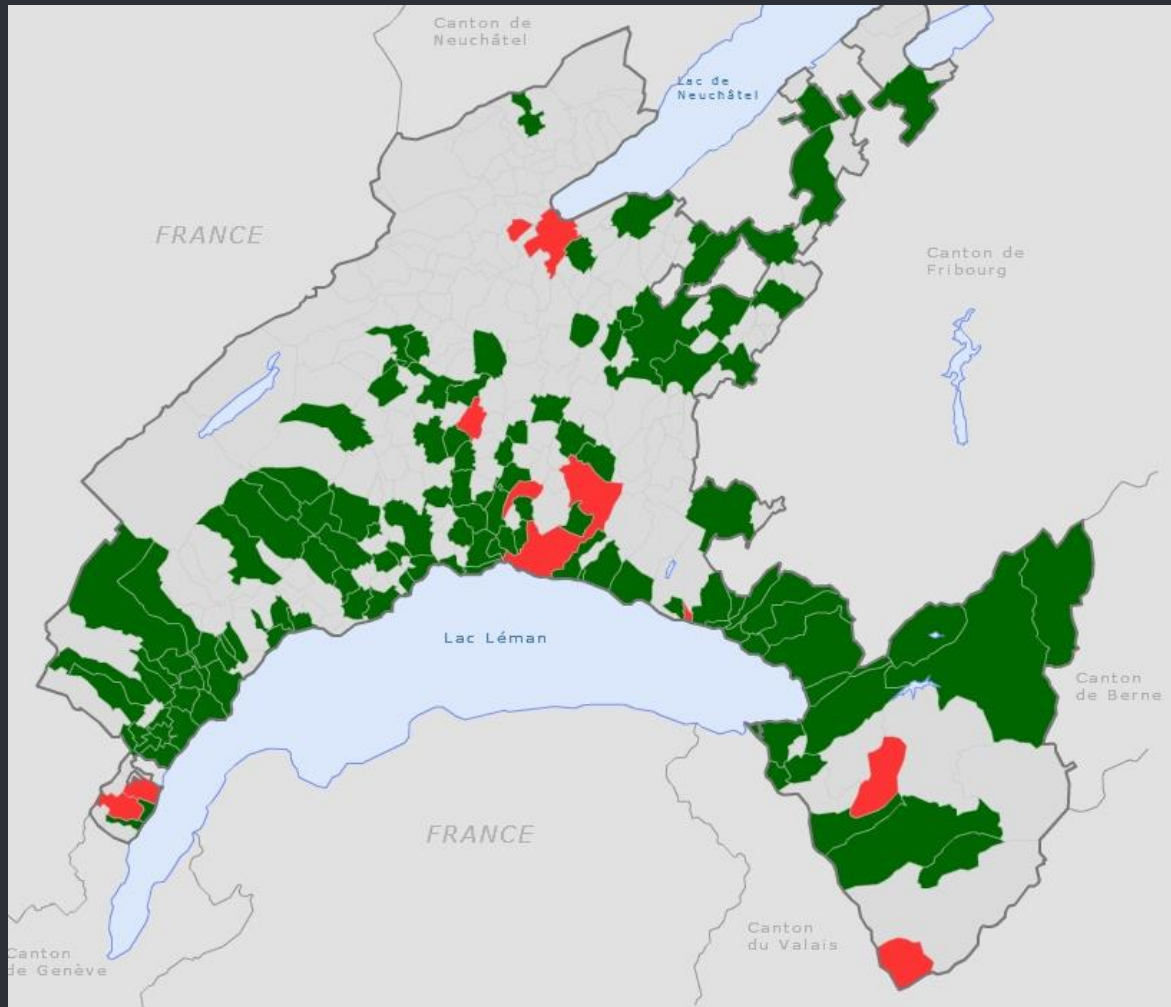 Canton de
Neuchâtel
Lac de
Neuchâtel
FRANCE
Canton de
Fribourg
Lac Léman
Canton
de Berne
FRANCE
Canton
du Valais
Canton
de Genève